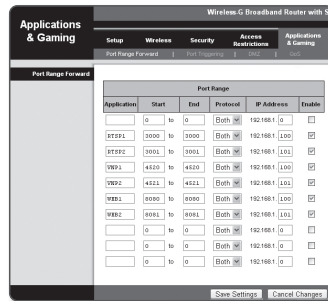 Wireless-G Broadband Router with S
Applications & Gaming
Setup Wireless Security Access Restrictions Applications & Gaming
Port Range Forward | Port Triggering | DMZ | QoS
Port Range Forward
Port Range
Application Start End Protocol IP Address Enable
0 to 0 Both 192.168.1. 0
RTSP1 3000 to 3000 Both 192.168.1. 100
RTSP2 3001 to 3001 Both 192.168.1. 101
VNP1 4520 to 4520 Both 192.168.1. 100
VNP2 4521 to 4521 Both 192.168.1. 101
WEB1 8080 to 8080 Both 192.168.1. 100
WEB2 8081 to 8081 Both 192.168.1. 101
0 to 0 Both 192.168.1. 0
0 to 0 Both 192.168.1. 0
0 to 0 Both 192.168.1. 0
Save Settings Cancel Changes